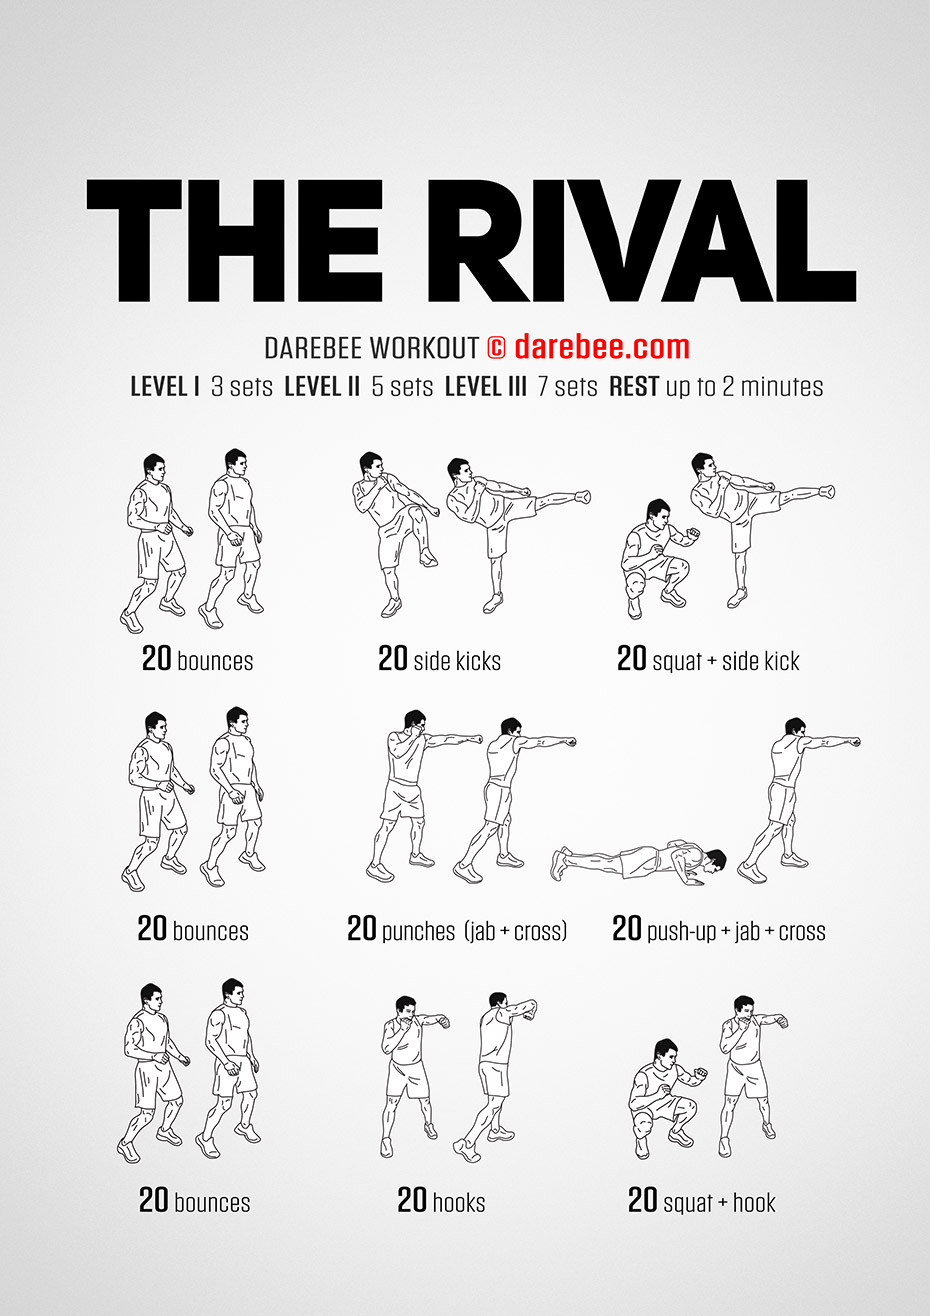 THE RIVAL
DAREBEE WORKOUT © darebee.com
LEVEL I 3 sets LEVEL II 5 sets LEVEL III 7 sets REST up to 2 minutes
20 bounces
20 side kicks
20 squat + side kick
20 bounces
20 punches (jab + cross)
20 push-up + jab + cross
20 bounces
20 hooks
20 squat + hook